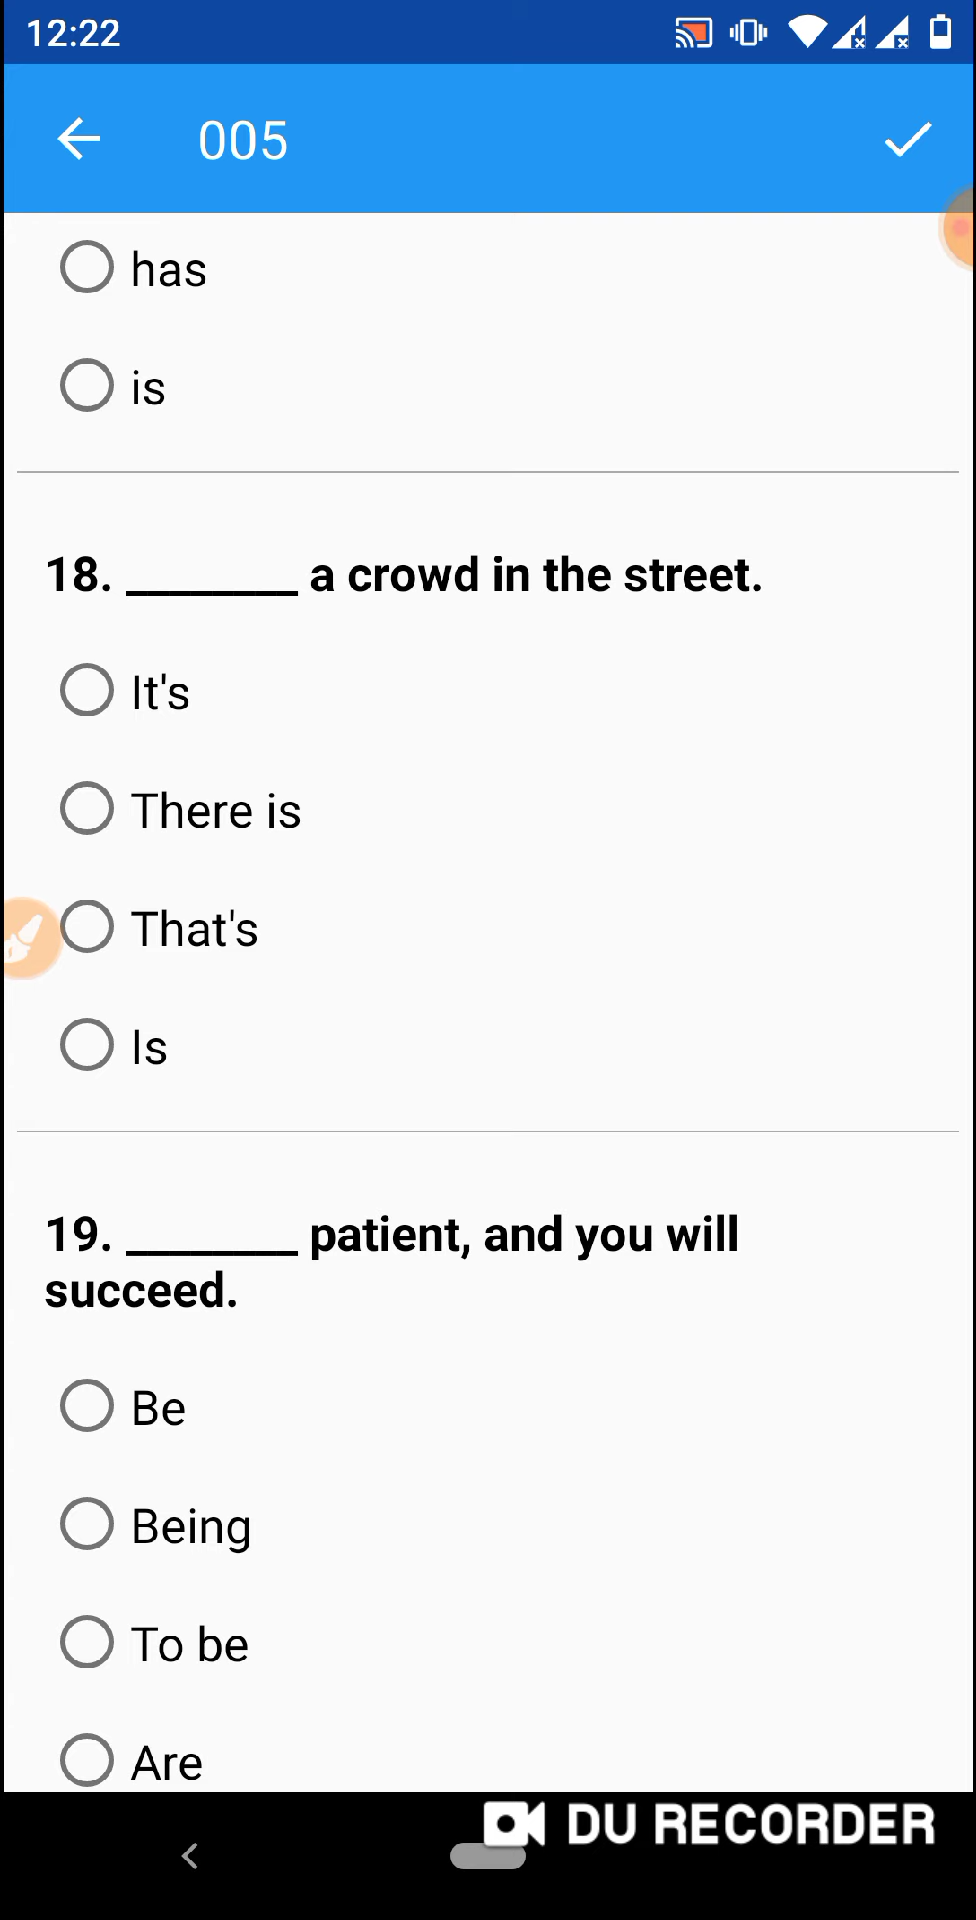 12:22
005
has
is
18. ________ a crowd in the street.
It's
There is
That's
Is
19. ________ patient, and you will
succeed.
Be
Being
To be
Are
DU RECORDER